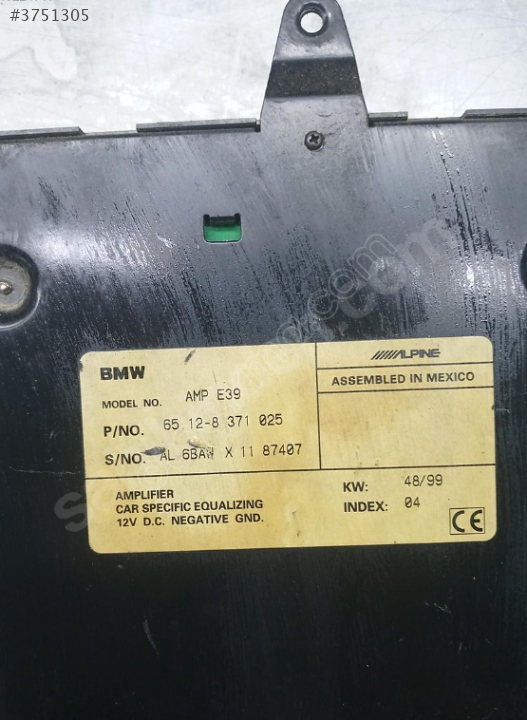 #3751305
BMW
MODEL NO. AMP E39
P/NO. 65 12-8 371 025
S/NO. AL 6BAW X 11 87407
ALPINE
ASSEMBLED IN MEXICO
AMPLIFIER
CAR SPECIFIC EQUALIZING
12V D.C. NEGATIVE GND.
KW: 48/99
INDEX: 04
CE